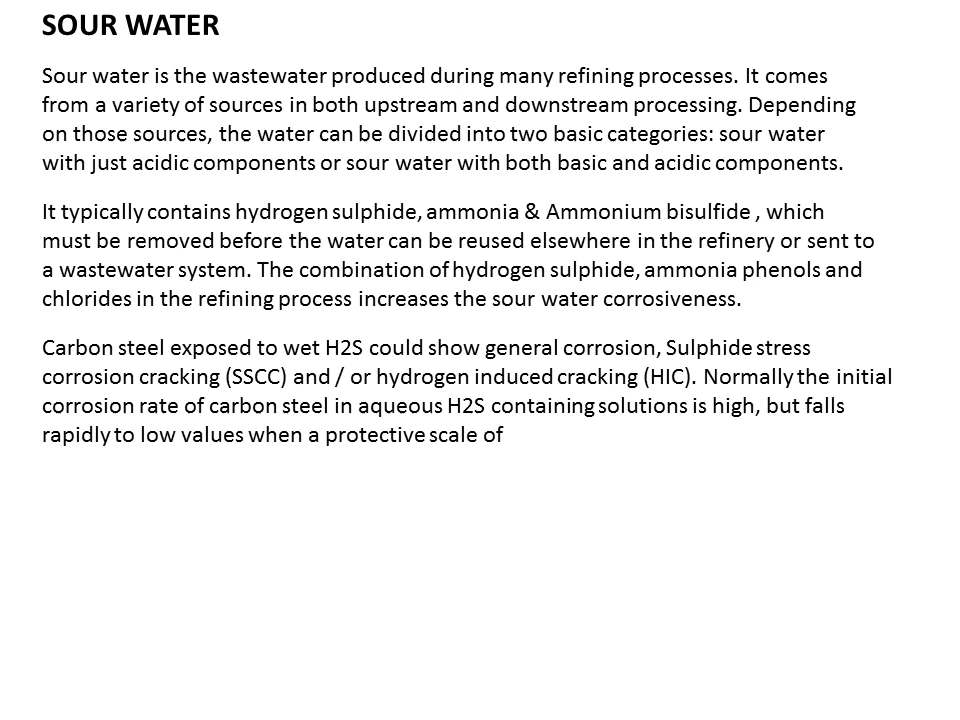 SOUR WATER
Sour water is the wastewater produced during many refining processes. It comes
from a variety of sources in both upstream and downstream processing. Depending
on those sources, the water can be divided into two basic categories: sour water
with just acidic components or sour water with both basic and acidic components.
It typically contains hydrogen sulphide, ammonia & Ammonium bisulfide , which
must be removed before the water can be reused elsewhere in the refinery or sent to
a wastewater system. The combination of hydrogen sulphide, ammonia phenols and
chlorides in the refining process increases the sour water corrosiveness.
Carbon steel exposed to wet H2S could show general corrosion, Sulphide stress
corrosion cracking (SSCC) and / or hydrogen induced cracking (HIC). Normally the initial
corrosion rate of carbon steel in aqueous H2S containing solutions is high, but falls
rapidly to low values when a protective scale of